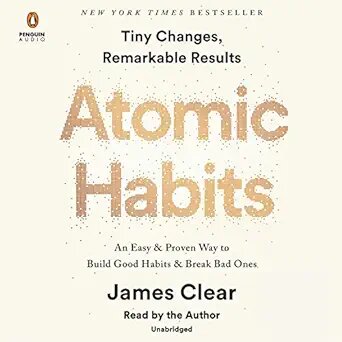 PENGUIN
AUDIO
NEW YORK TIMES BESTSELLER
Tiny Changes,
Remarkable Results
Atomic
Habits
An Easy & Proven Way to
Build Good Habits & Break Bad Ones
James Clear
Read by the Author
Unabridged